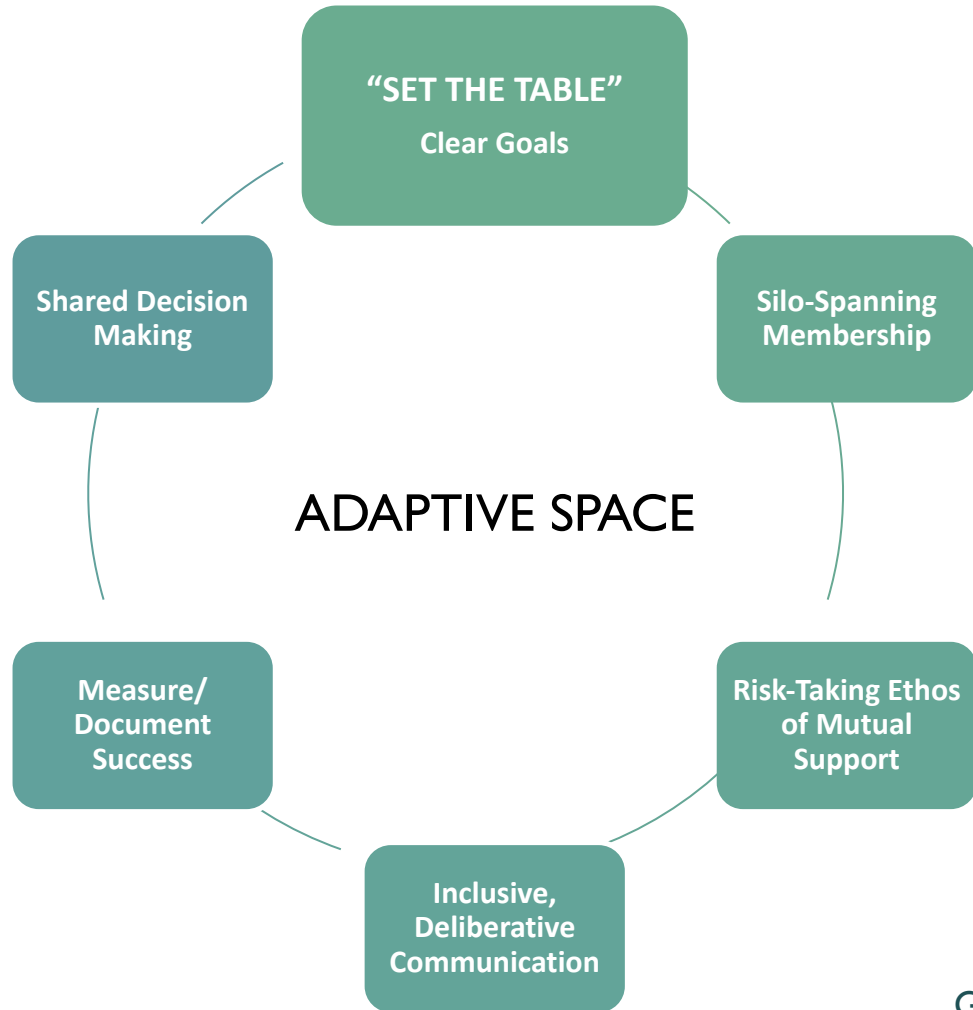 “SET THE TABLE”
Clear Goals
Shared Decision
Making
Silo-Spanning
Membership
ADAPTIVE SPACE
Measure/
Document
Success
Risk-Taking Ethos
of Mutual
Support
Inclusive,
Deliberative
Communication
G